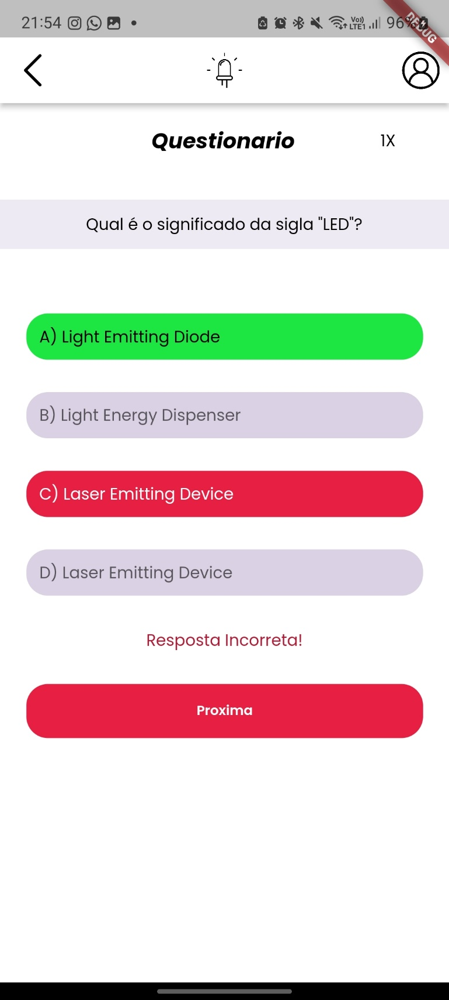 21:54
Vo))
LTE1
96%
DEBUG
Questionario
1X
Qual é o significado da sigla "LED"?
A) Light Emitting Diode
B) Light Energy Dispenser
C) Laser Emitting Device
D) Laser Emitting Device
Resposta Incorreta!
Proxima